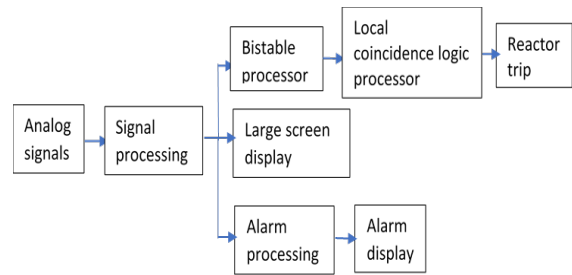 Analog
signals
Signal
processing
Bistable
processor
Local
coincidence logic
processor
Reactor
trip
Large screen
display
Alarm
processing
Alarm
display